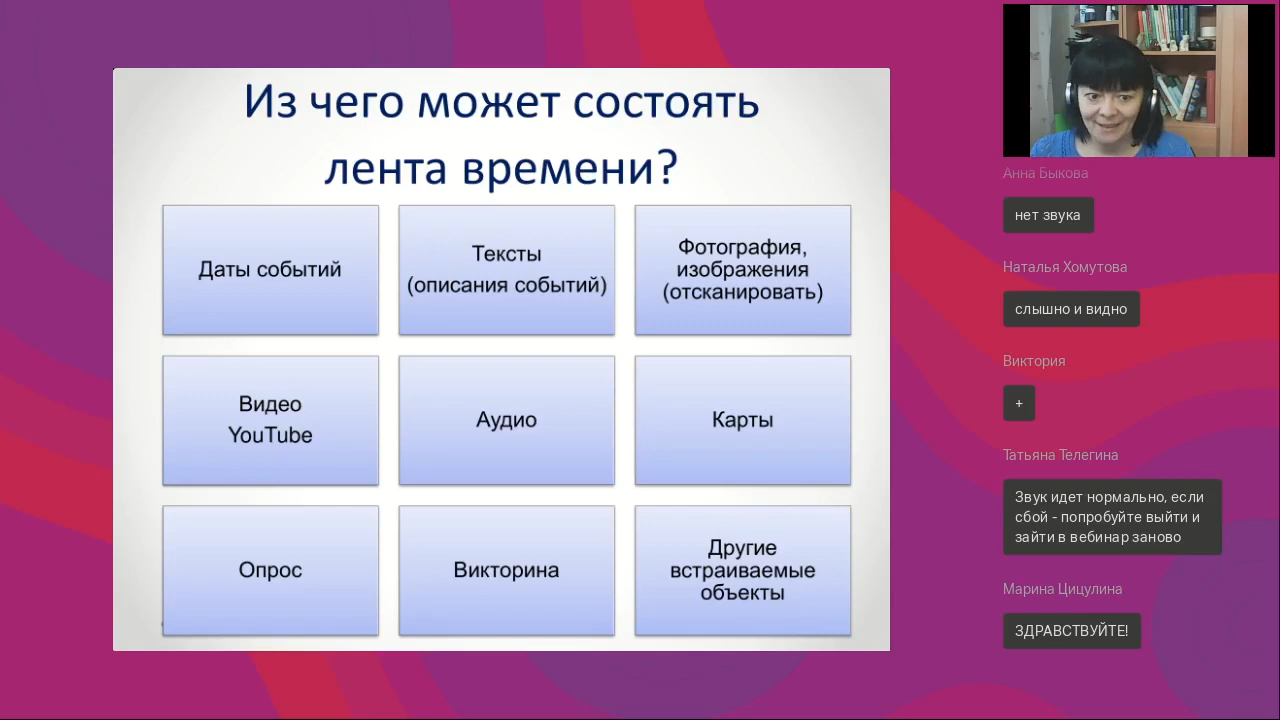 Из чего может состоять
лента времени?
Даты событий
Тексты
(описания событий)
Фотография,
изображения
(отсканировать)
Видео
YouTube
Аудио
Карты
Опрос
Викторина
Другие
встраиваемые
объекты
Анна Быкова
нет звука
Наталья Хомутова
слышно и видно
Виктория
+
Татьяна Телегина
Звук идет нормально, если
сбой - попробуйте выйти и
зайти в вебинар заново
Марина Цицулина
ЗДРАВСТВУЙТЕ!